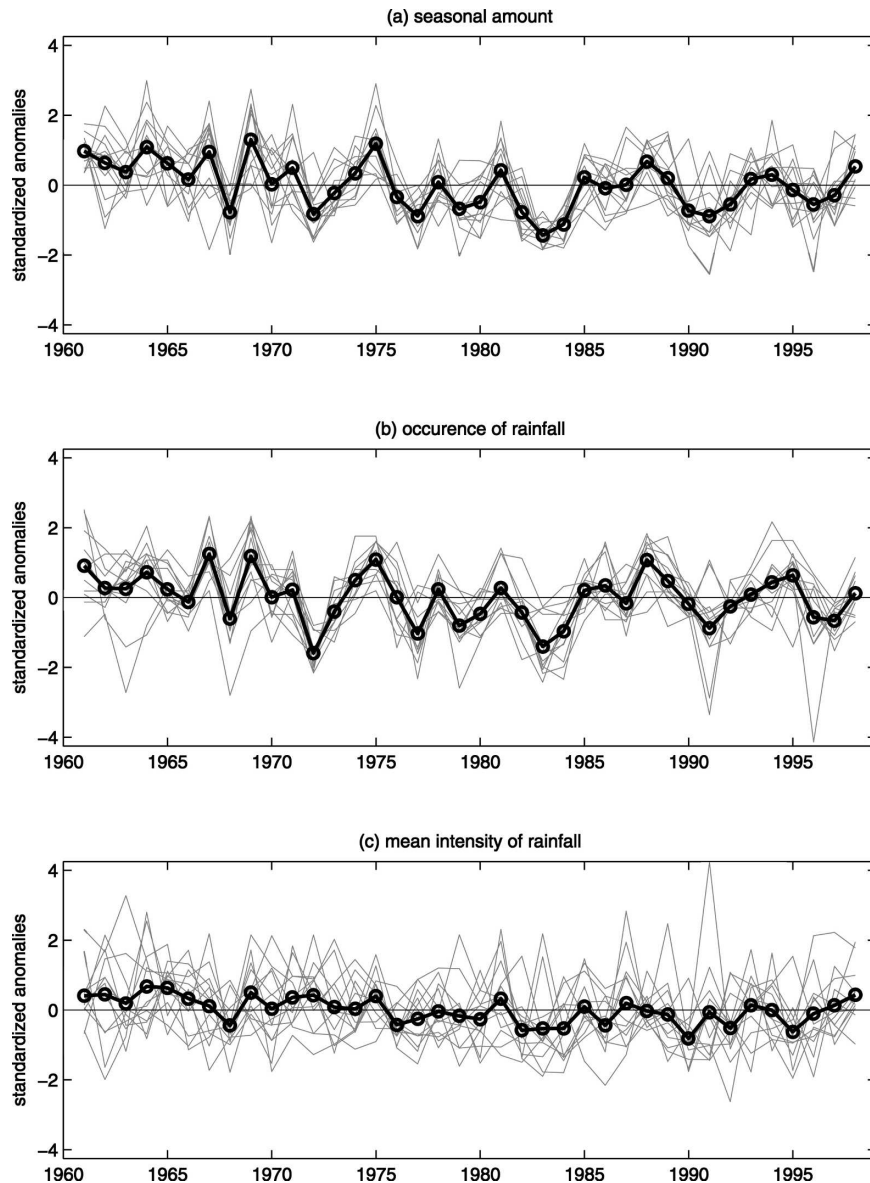 (a) seasonal amount
standardized anomalies
4
2
0
−2
−4
1960 1965 1970 1975 1980 1985 1990 1995
(b) occurence of rainfall
standardized anomalies
4
2
0
−2
−4
1960 1965 1970 1975 1980 1985 1990 1995
(c) mean intensity of rainfall
standardized anomalies
4
2
0
−2
−4
1960 1965 1970 1975 1980 1985 1990 1995